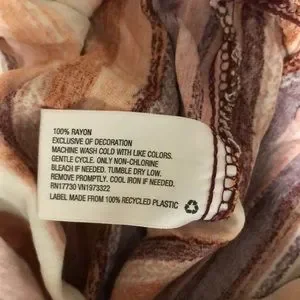 100% RAYON
EXCLUSIVE OF DECORATION
MACHINE WASH COLD WITH LIKE COLORS.
GENTLE CYCLE. ONLY NON-CHLORINE
BLEACH IF NEEDED. TUMBLE DRY LOW.
REMOVE PROMPTLY. COOL IRON IF NEEDED.
RN17730 VN1973322
LABEL MADE FROM 100% RECYCLED PLASTIC